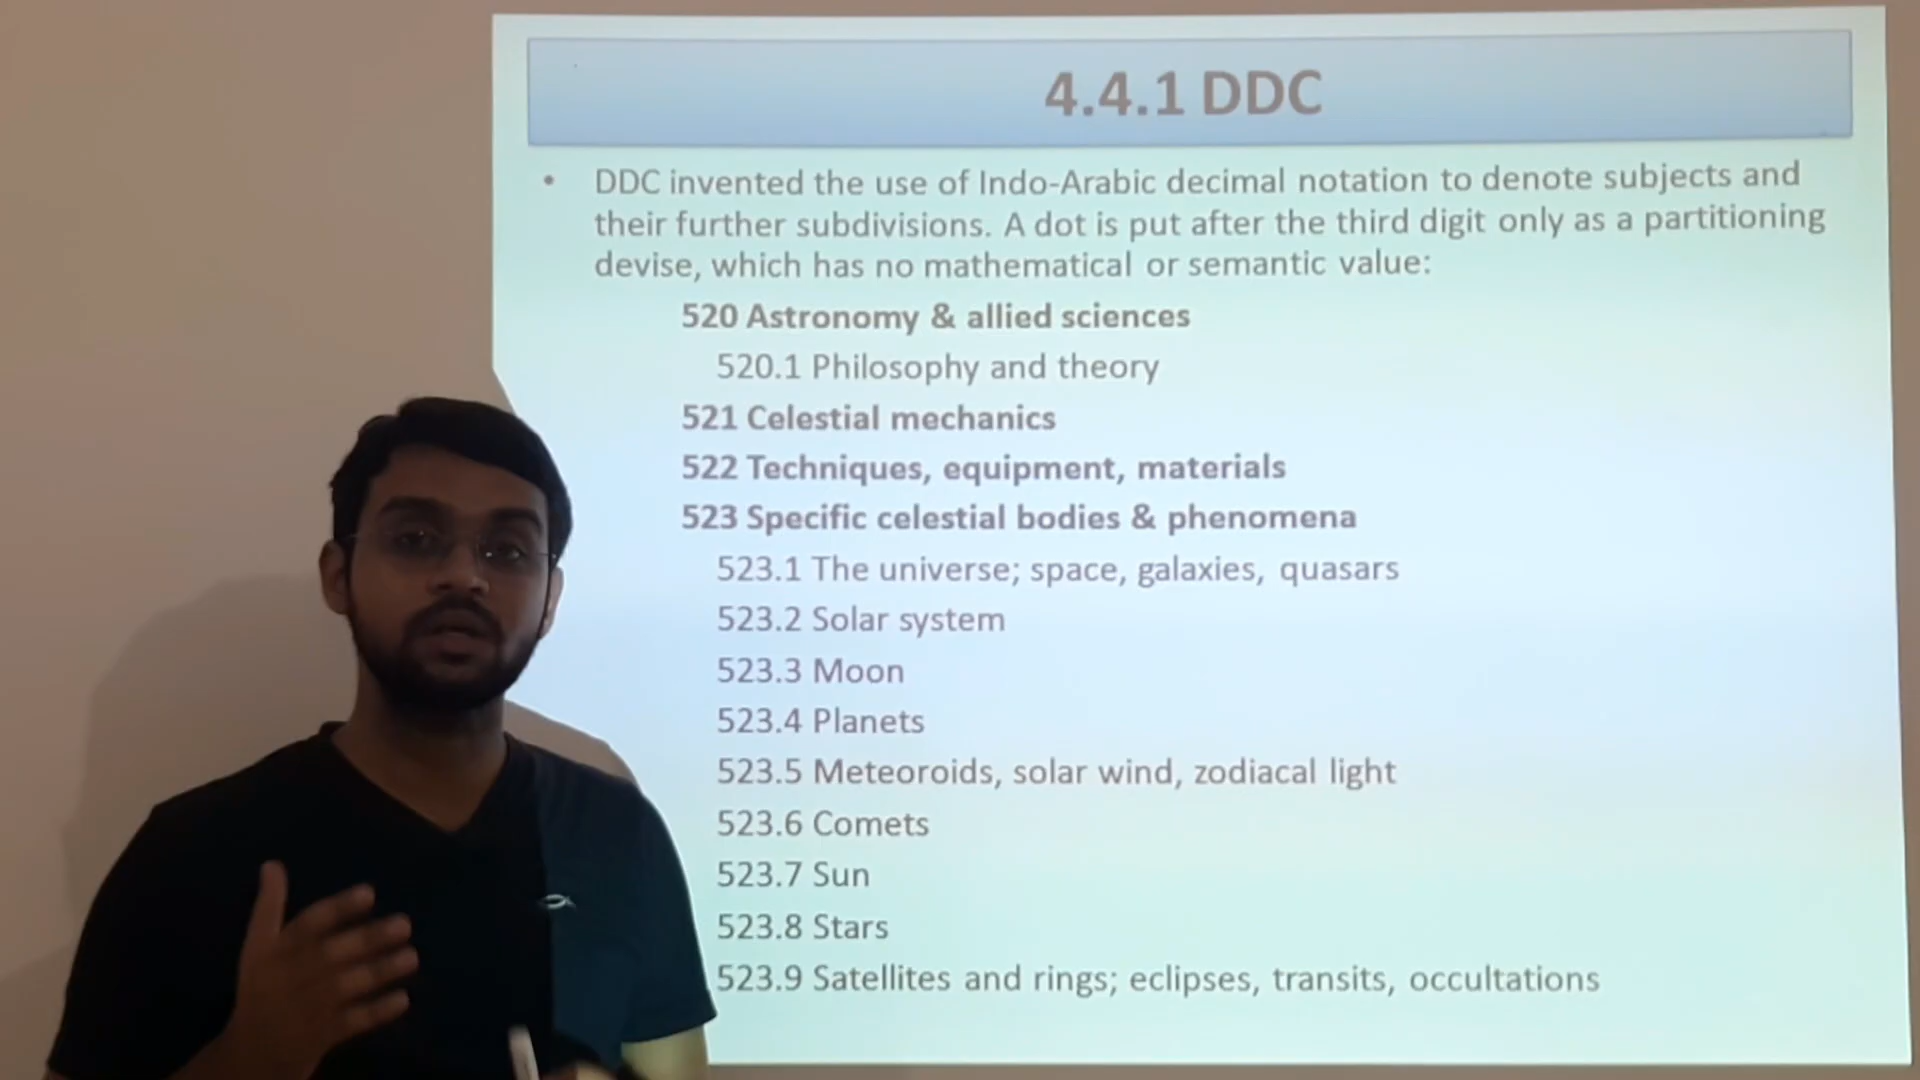 4.4.1 DDC
• DDC invented the use of Indo-Arabic decimal notation to denote subjects and
their further subdivisions. A dot is put after the third digit only as a partitioning
devise, which has no mathematical or semantic value:
520 Astronomy & allied sciences
520.1 Philosophy and theory
521 Celestial mechanics
522 Techniques, equipment, materials
523 Specific celestial bodies & phenomena
523.1 The universe; space, galaxies, quasars
523.2 Solar system
523.3 Moon
523.4 Planets
523.5 Meteoroids, solar wind, zodiacal light
523.6 Comets
523.7 Sun
523.8 Stars
523.9 Satellites and rings; eclipses, transits, occultations